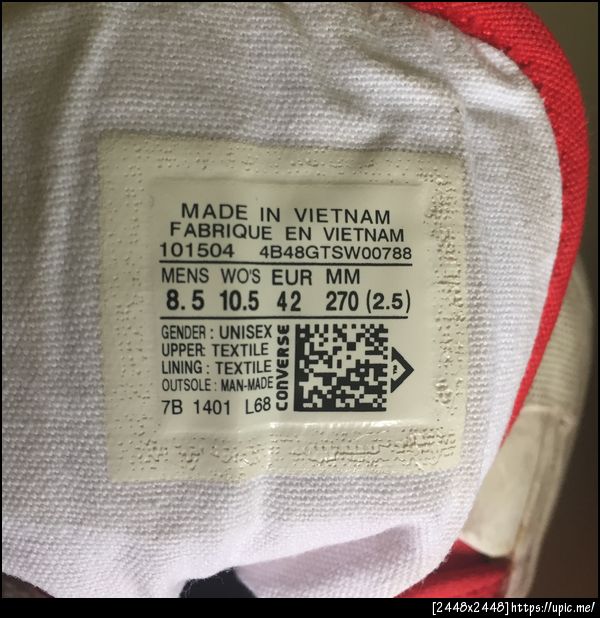 MADE IN VIETNAM
FABRIQUE EN VIETNAM
101504 4B48GTSW00788
MENS WO'S EUR MM
8.5 10.5 42 270 (2.5)
GENDER : UNISEX
UPPER: TEXTILE
LINING : TEXTILE
OUTSOLE : MAN-MADE
7B 1401 L68
CONVERSE
[2448x2448]https://upic.me/